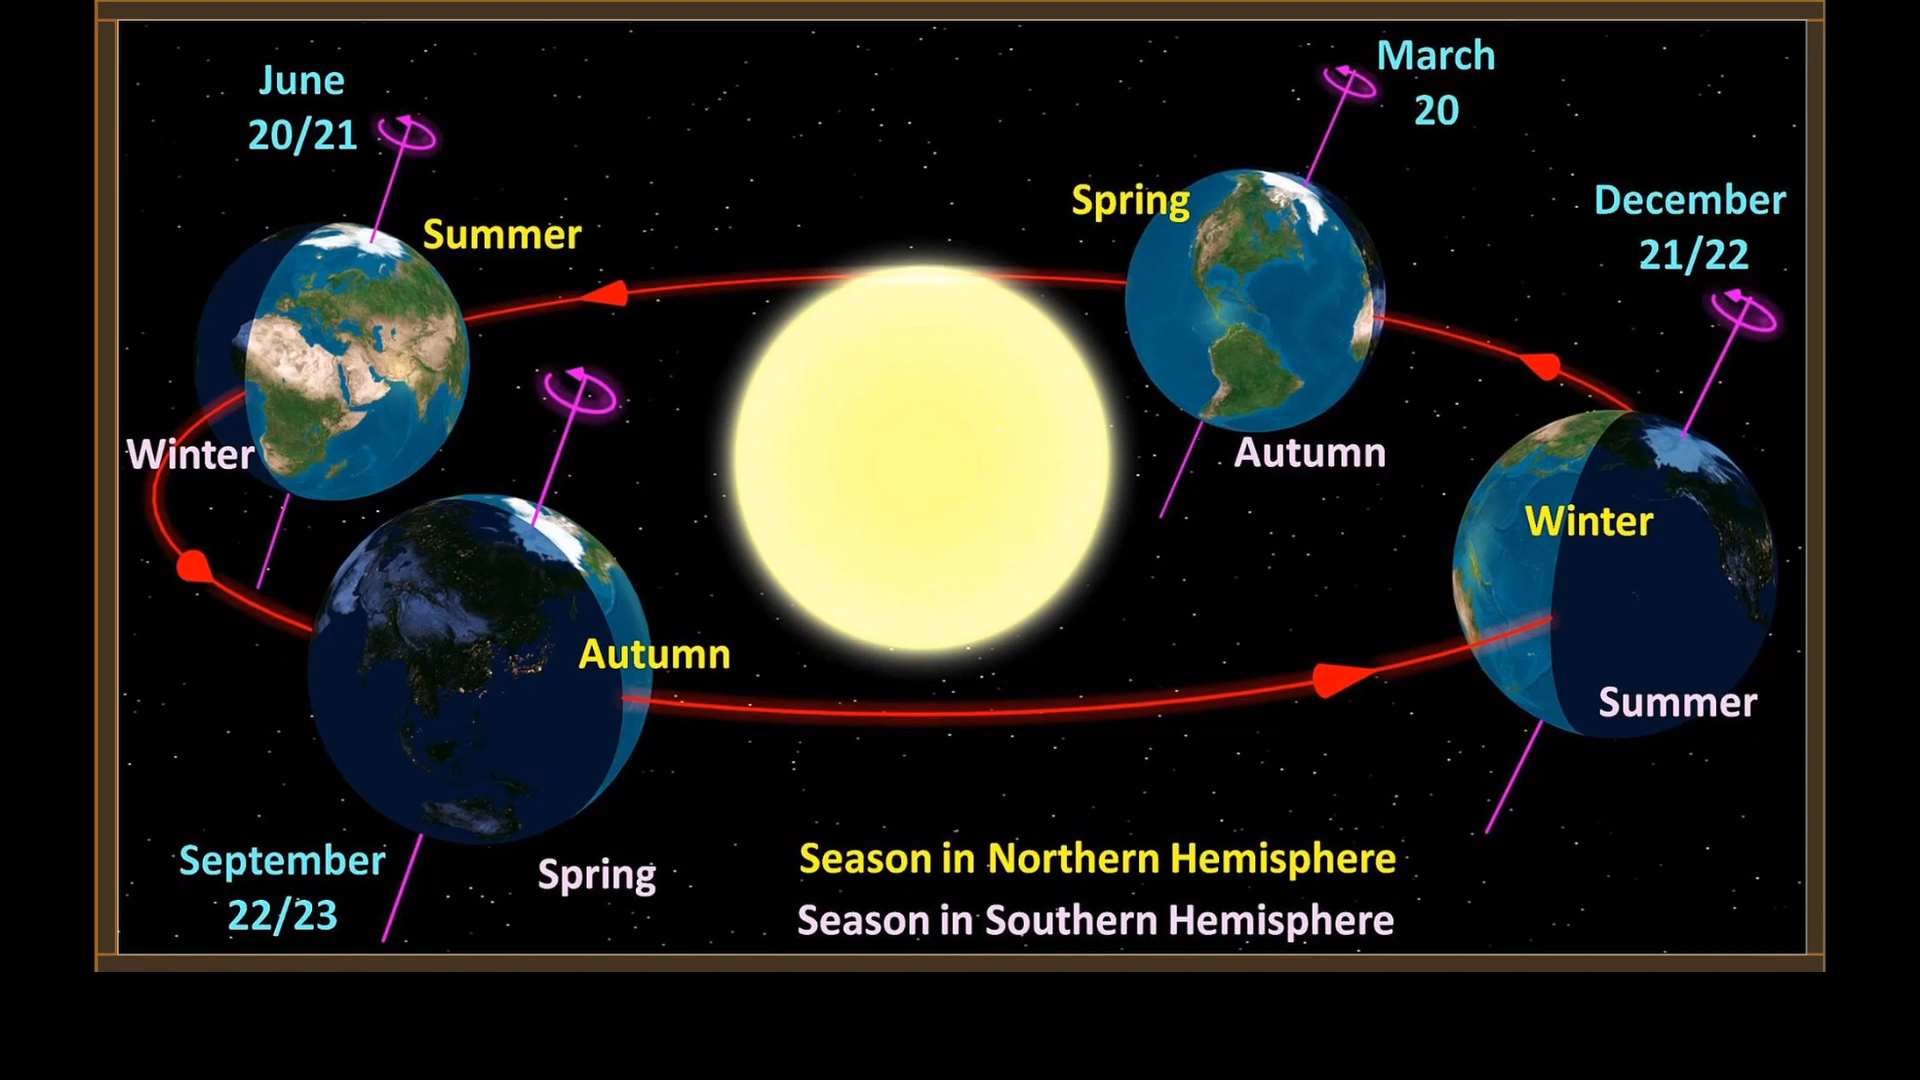 June
20/21
Summer
Winter
March
20
Spring
Autumn
December
21/22
Winter
Summer
Autumn
September
22/23
Spring
Season in Northern Hemisphere
Season in Southern Hemisphere